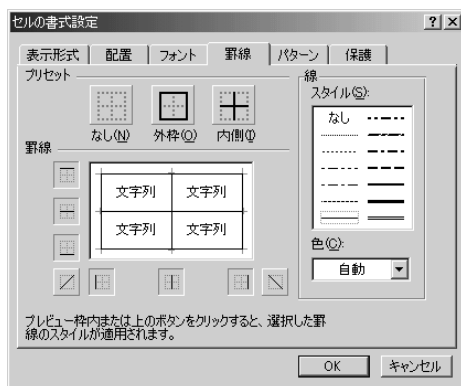 セルの書式設定
表示形式 配置 フォント 罫線 パターン 保護
プリセット
なし(N) 外枠(O) 内側(I)
罫線
文字列 文字列
文字列 文字列
線
スタイル(S):
なし
色(C):
自動
プレビュー枠内または上のボタンをクリックすると、選択した罫
線のスタイルが適用されます。
OK キャンセル